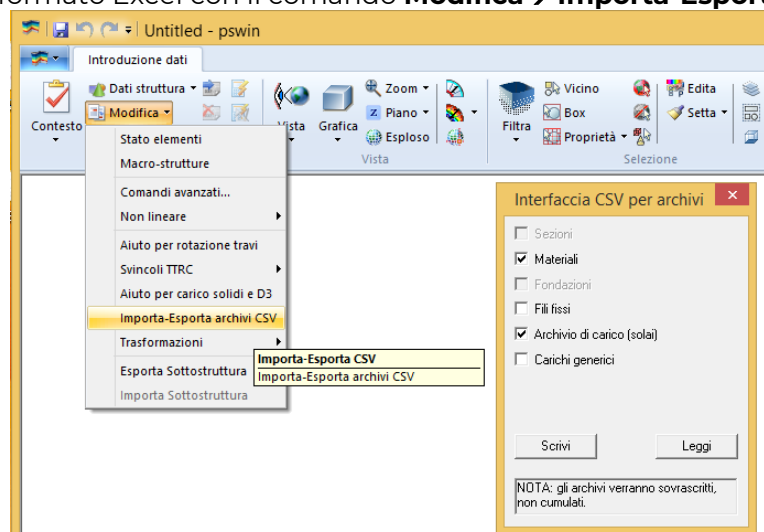 formato Excel con il comando Modifica → Importa-Espor
Untitled - pswin
Introduzione dati
Contesto
Dati struttura
Modifica
Vista
Grafica
Zoom
Piano
Esploso
Vista
Filtra
Vicino
Box
Proprietà
Edita
Setta
Selezione
Stato elementi
Macro-strutture
Comandi avanzati...
Non lineare
Aiuto per rotazione travi
Svincoli TTRC
Aiuto per carico solidi e D3
Importa-Esporta archivi CSV
Trasformazioni
Esporta Sottostruttura
Importa Sottostruttura
Importa-Esporta CSV
Importa-Esporta archivi CSV
Interfaccia CSV per archivi
Sezioni
Materiali
Fondazioni
Fili fissi
Archivio di carico (solai)
Carichi generici
Scrivi
Leggi
NOTA: gli archivi verranno sovrascritti,
non cumulati.